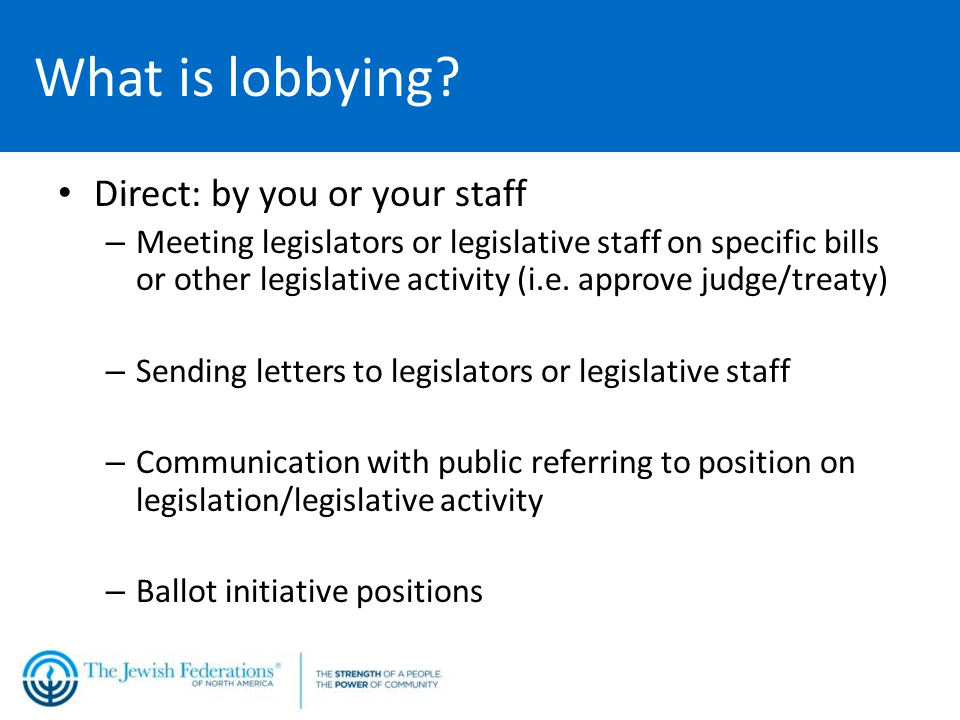 What is lobbying?
• Direct: by you or your staff
– Meeting legislators or legislative staff on specific bills
or other legislative activity (i.e. approve judge/treaty)
– Sending letters to legislators or legislative staff
– Communication with public referring to position on
legislation/legislative activity
– Ballot initiative positions
The Jewish Federations®
OF NORTH AMERICA
THE STRENGTH OF A PEOPLE.
THE POWER OF COMMUNITY